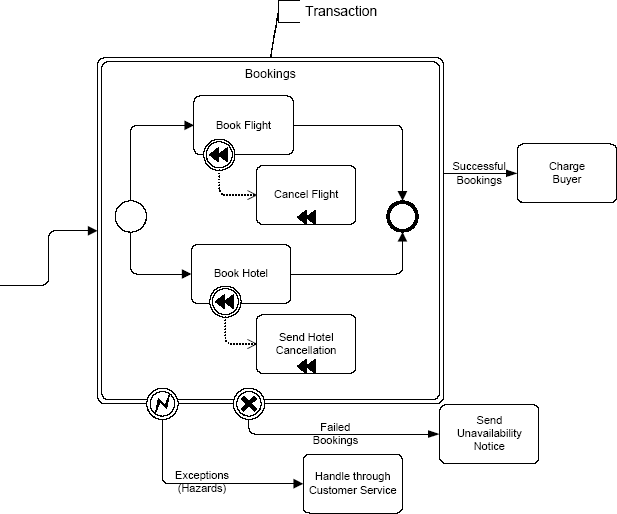 Transaction
Bookings
Book Flight
Cancel Flight
Successful
Bookings
Charge
Buyer
Book Hotel
Send Hotel
Cancellation
Failed
Bookings
Send
Unavailability
Notice
Exceptions
(Hazards)
Handle through
Customer Service